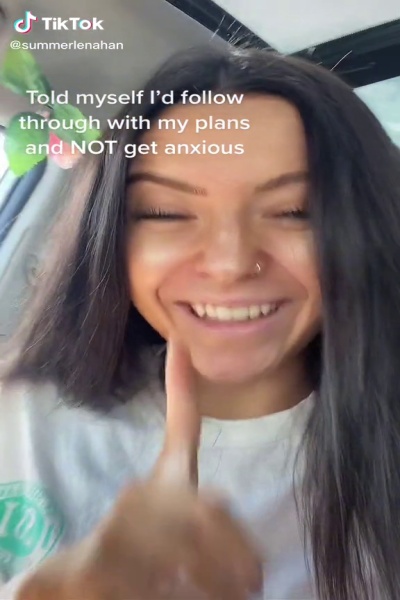 TikTok
@summerlenahan
Told myself I'd follow
through with my plans
and NOT get anxious